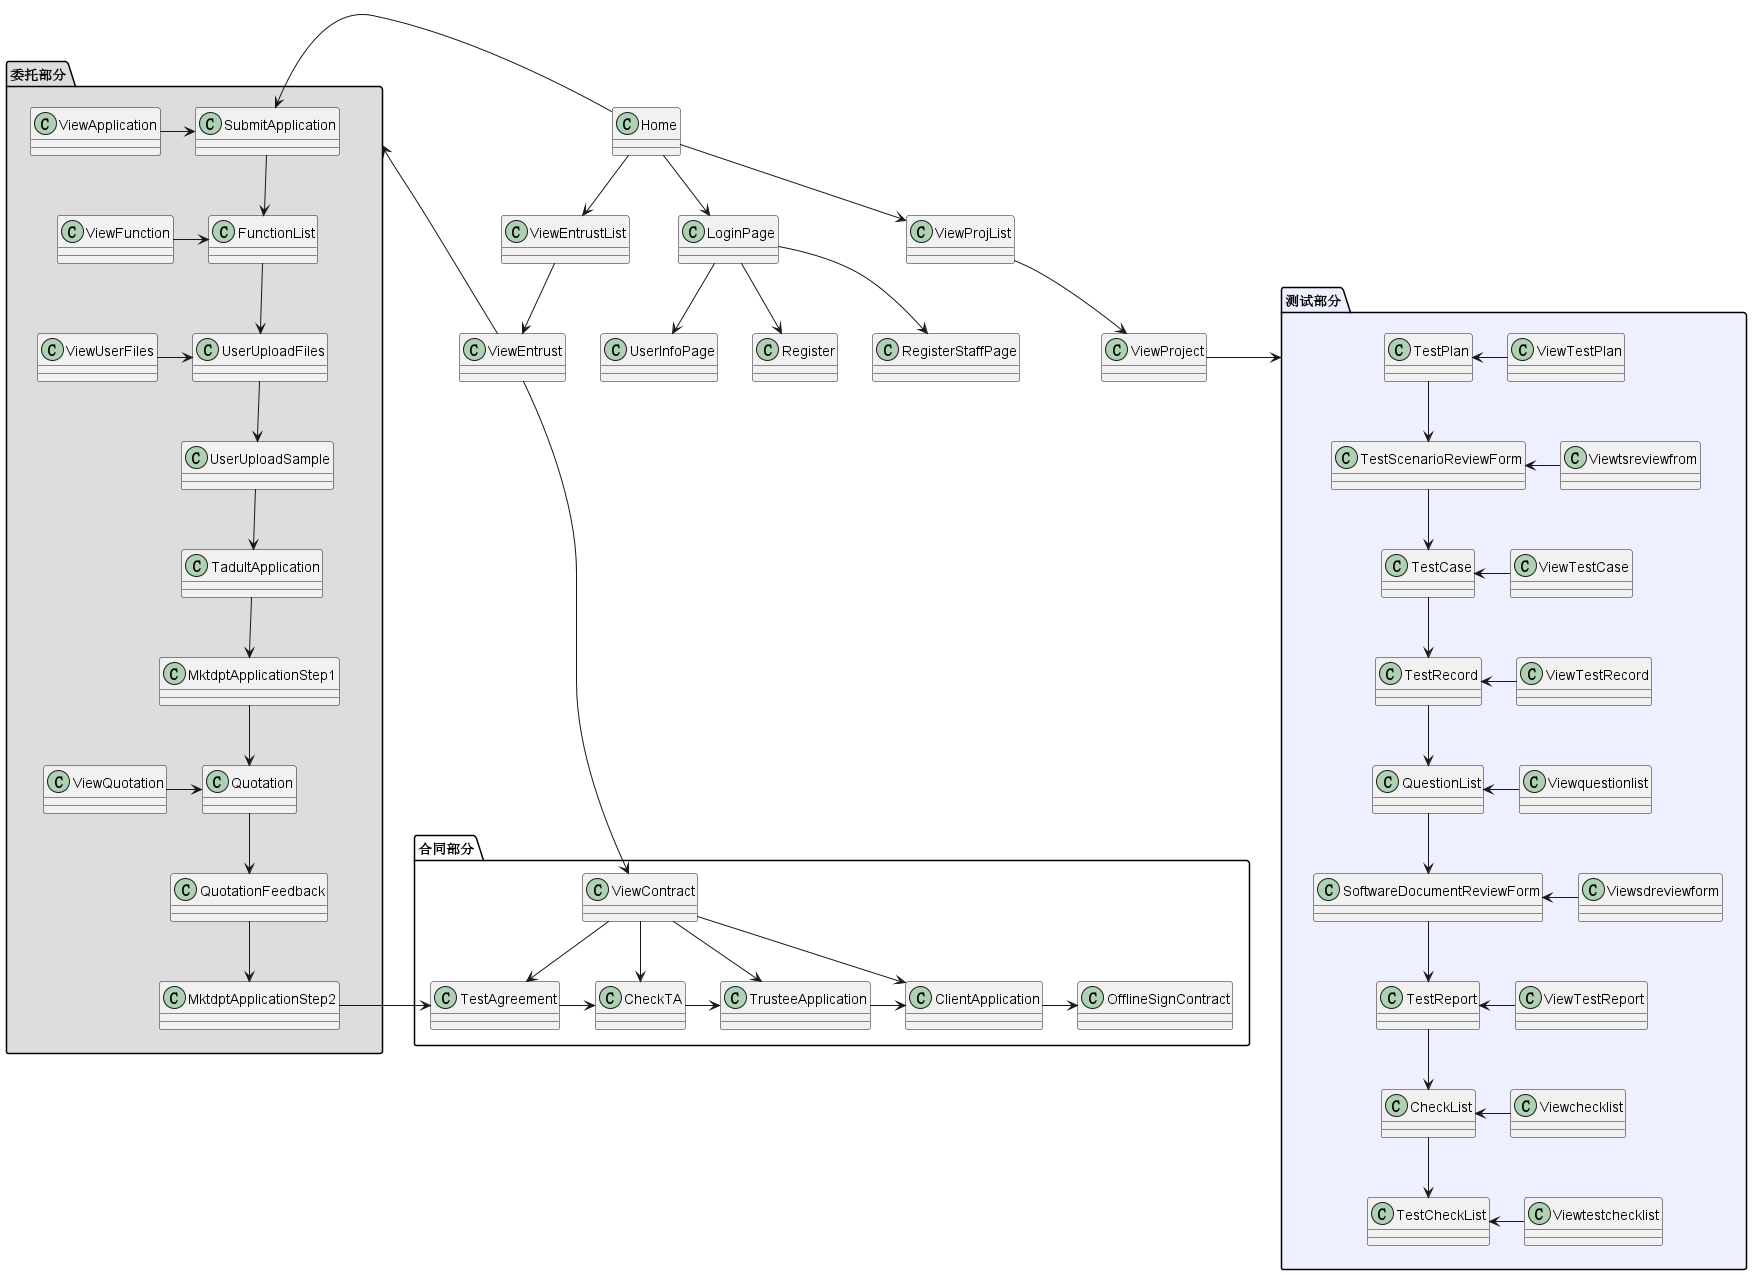 委托部分
C ViewApplication
C SubmitApplication
C ViewFunction
C FunctionList
C ViewUserFiles
C UserUploadFiles
C UserUploadSample
C TadultApplication
C MktdptApplicationStep1
C ViewQuotation
C Quotation
C QuotationFeedback
C MktdptApplicationStep2
C Home
C ViewEntrustList
C LoginPage
C ViewProjList
C ViewEntrust
C UserInfoPage
C Register
C RegisterStaffPage
C ViewProject
合同部分
C ViewContract
C TestAgreement
C CheckTA
C TrusteeApplication
C ClientApplication
C OfflineSignContract
测试部分
C TestPlan
C ViewTestPlan
C TestScenarioReviewForm
C Viewtsreviewfrom
C TestCase
C ViewTestCase
C TestRecord
C ViewTestRecord
C QuestionList
C Viewquestionlist
C SoftwareDocumentReviewForm
C Viewsdreviewform
C TestReport
C ViewTestReport
C CheckList
C Viewchecklist
C TestCheckList
C Viewtestchecklist